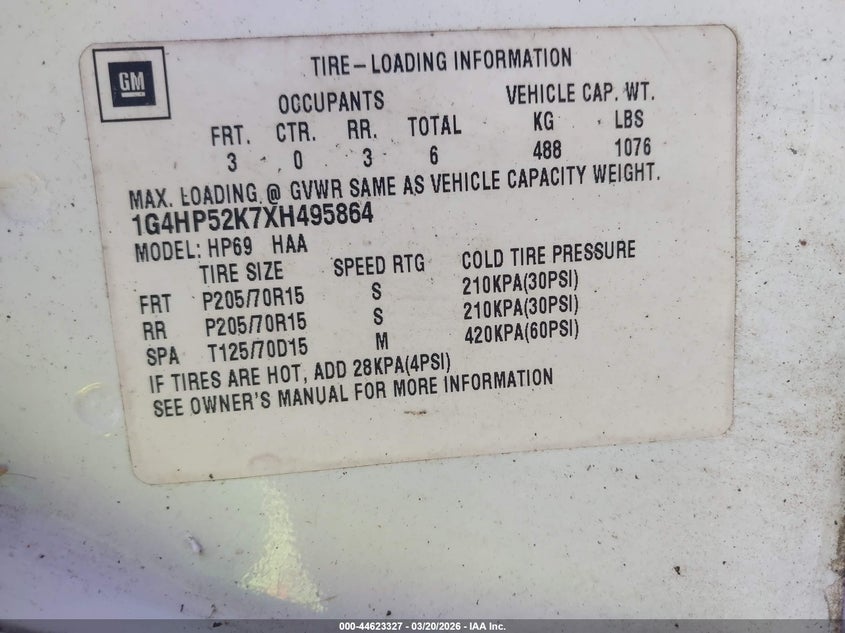 GM
TIRE-LOADING INFORMATION
OCCUPANTS VEHICLE CAP. WT.
FRT. CTR. RR. TOTAL KG LBS
3 0 3 6 488 1076
MAX. LOADING @ GVWR SAME AS VEHICLE CAPACITY WEIGHT.
1G4HP52K7XH495864
MODEL: HP69 HAA
TIRE SIZE SPEED RTG COLD TIRE PRESSURE
FRT P205/70R15 S 210KPA(30PSI)
RR P205/70R15 S 210KPA(30PSI)
SPA T125/70D15 M 420KPA(60PSI)
IF TIRES ARE HOT, ADD 28KPA(4PSI)
SEE OWNER'S MANUAL FOR MORE INFORMATION
000-44623327 - 03/20/2026 - IAA Inc.